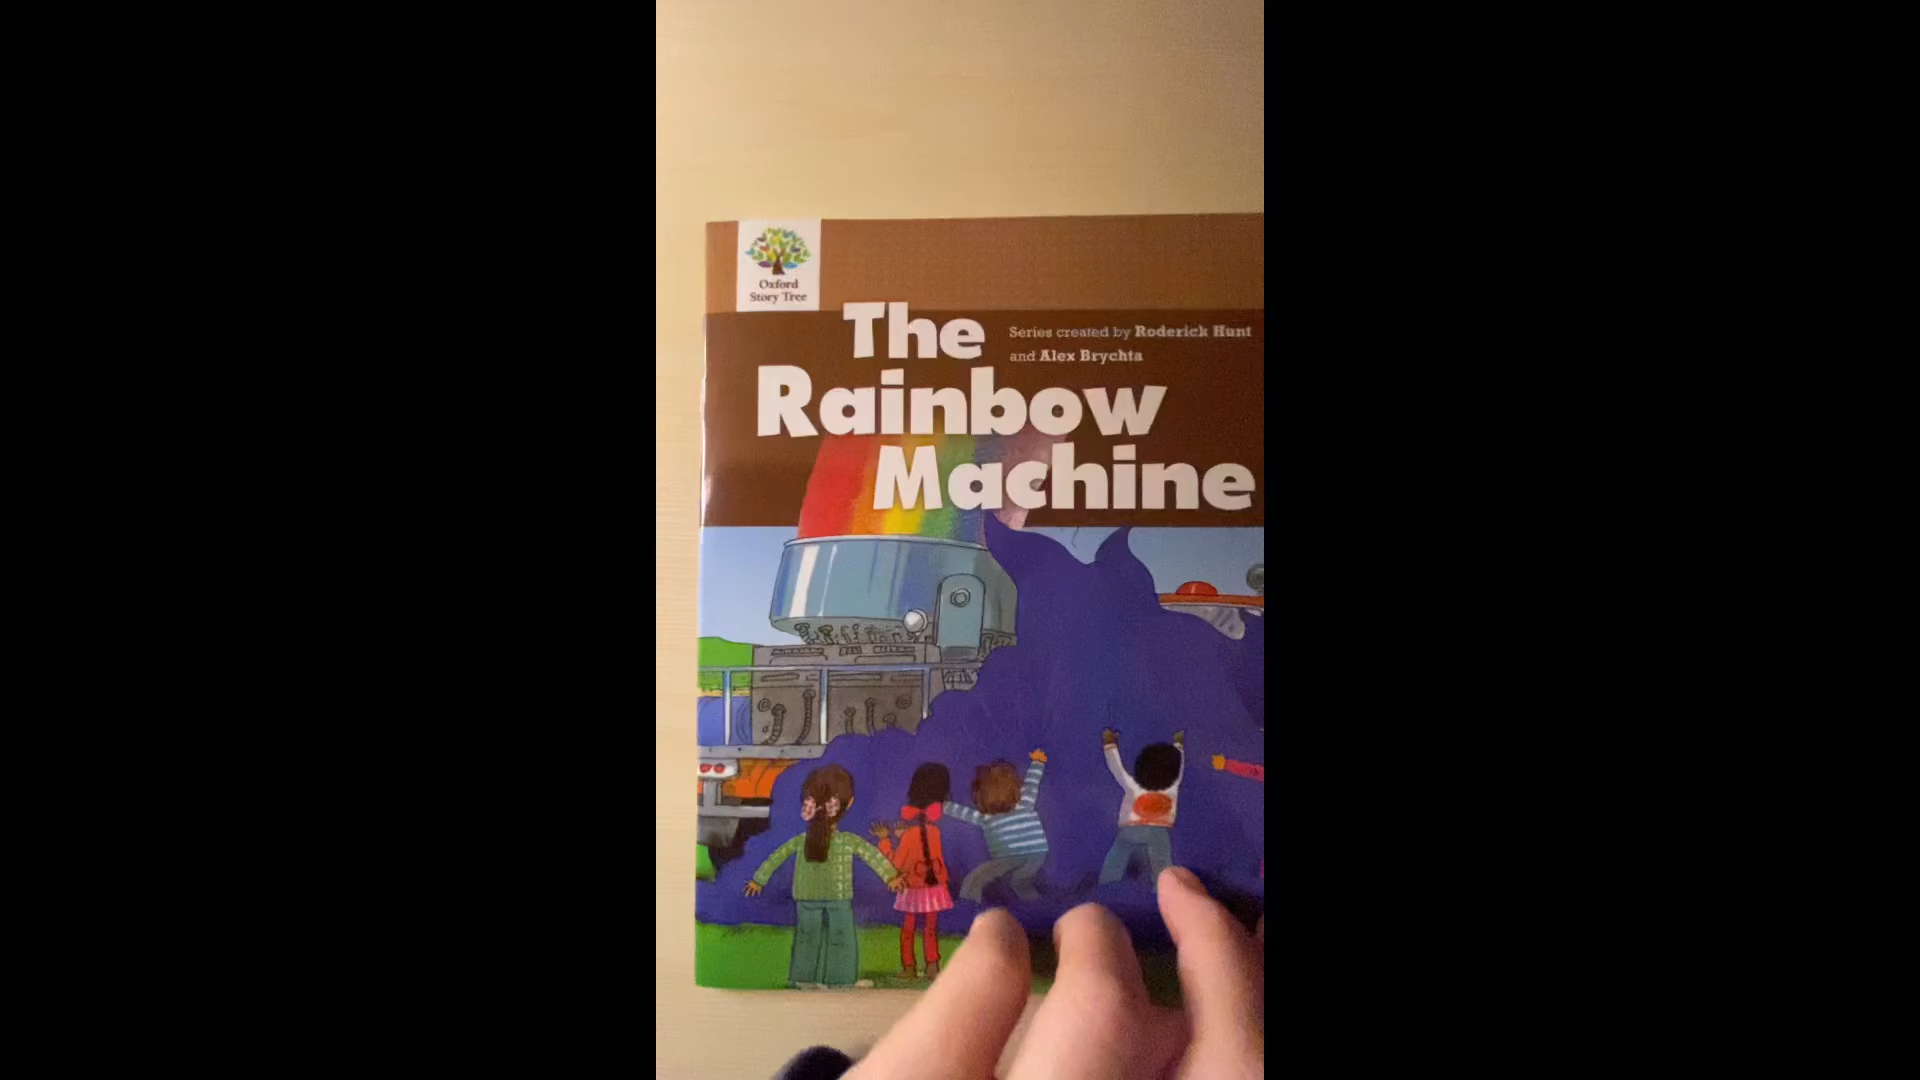 Oxford
Story Tree
The
Series created by Roderick Hunt
and Alex Brychta
Rainbow
Machine